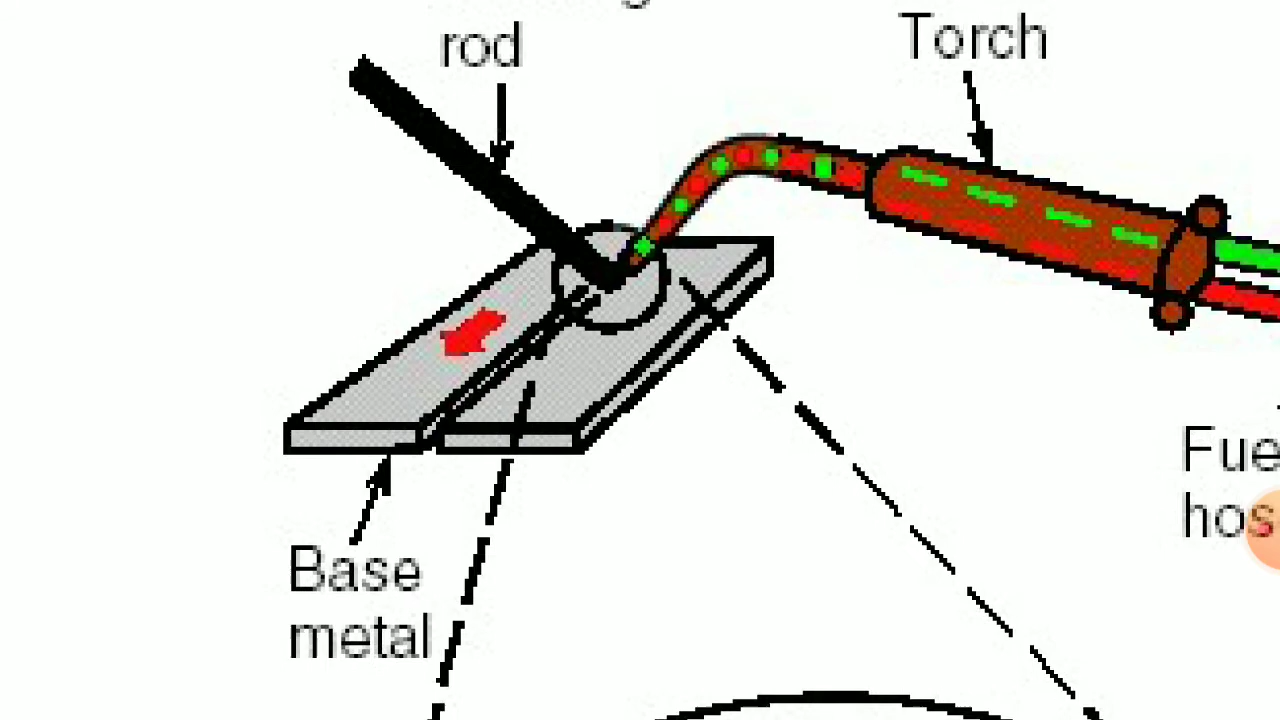 rod
Torch
Fue
hos
Base
metal